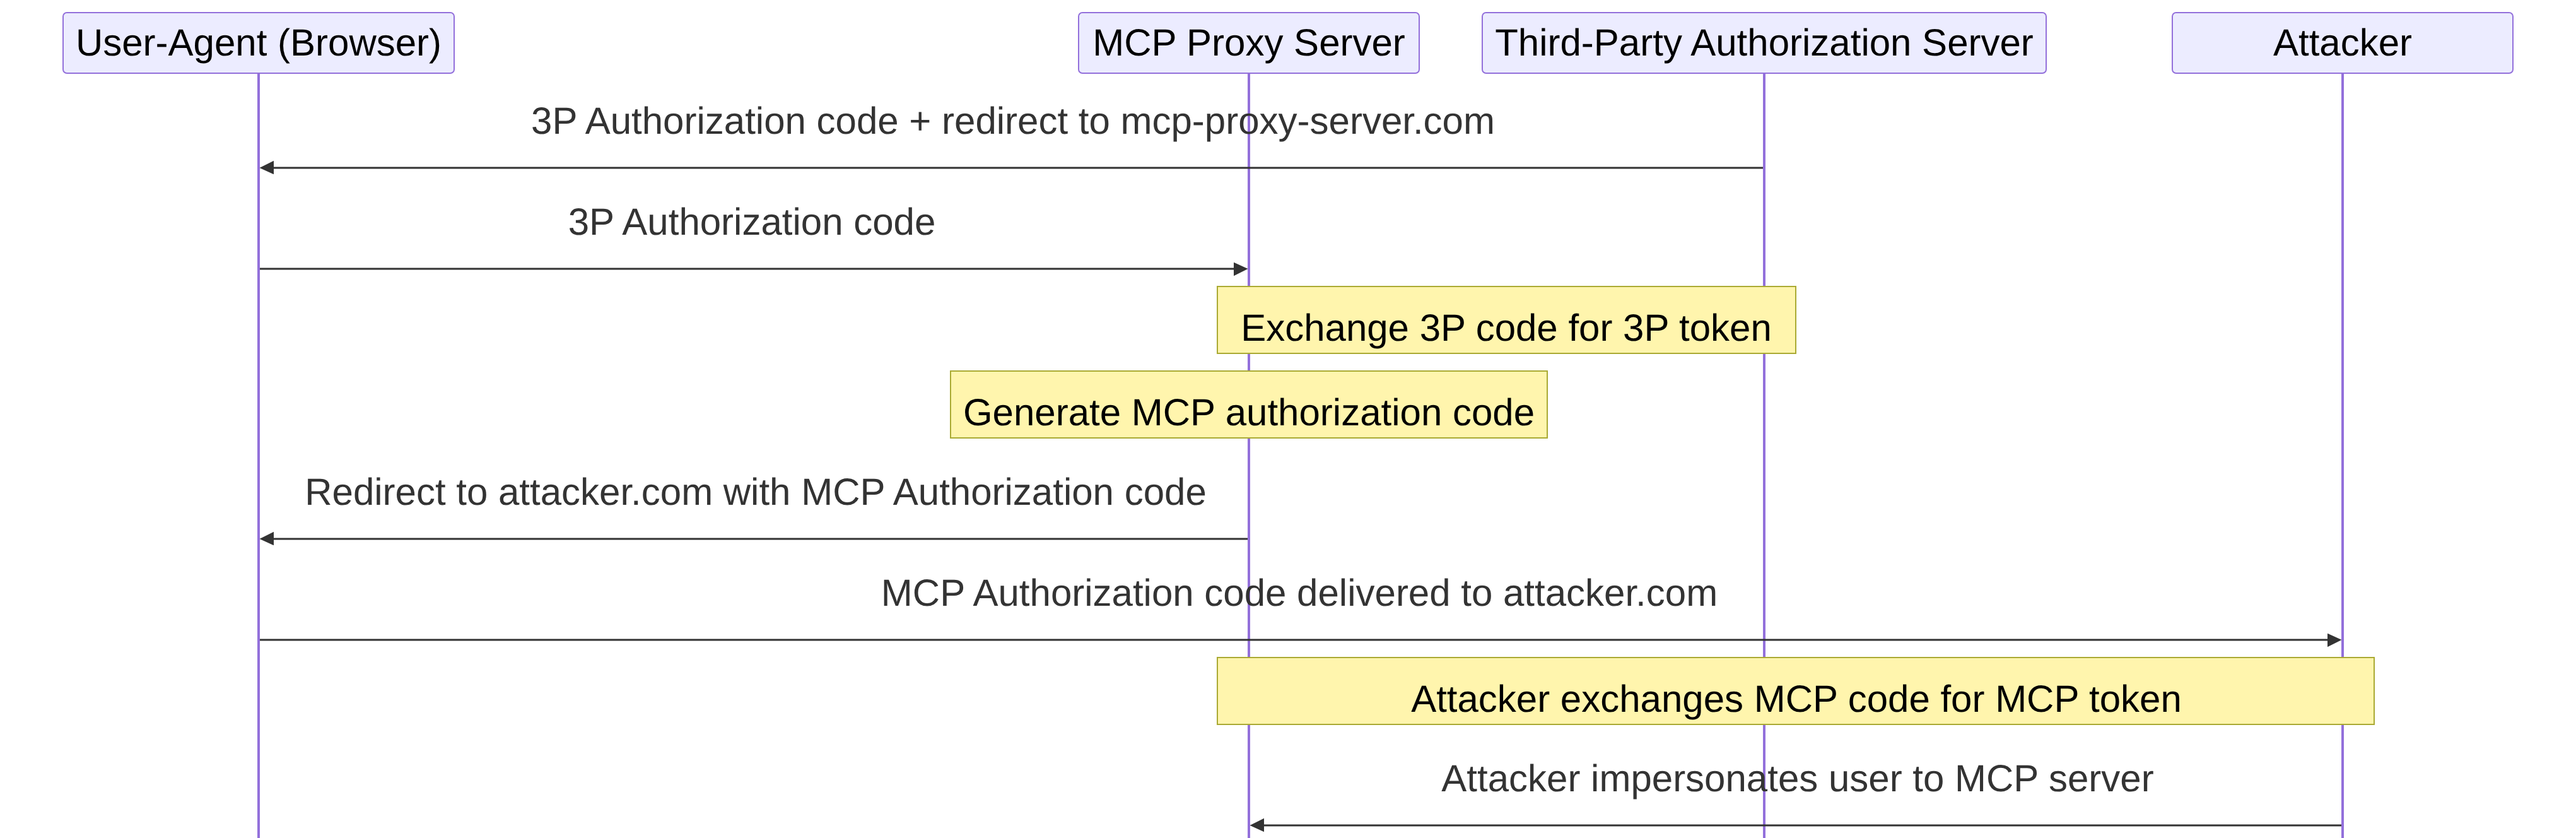 User-Agent (Browser)
MCP Proxy Server
Third-Party Authorization Server
Attacker
3P Authorization code + redirect to mcp-proxy-server.com
3P Authorization code
Exchange 3P code for 3P token
Generate MCP authorization code
Redirect to attacker.com with MCP Authorization code
MCP Authorization code delivered to attacker.com
Attacker exchanges MCP code for MCP token
Attacker impersonates user to MCP server